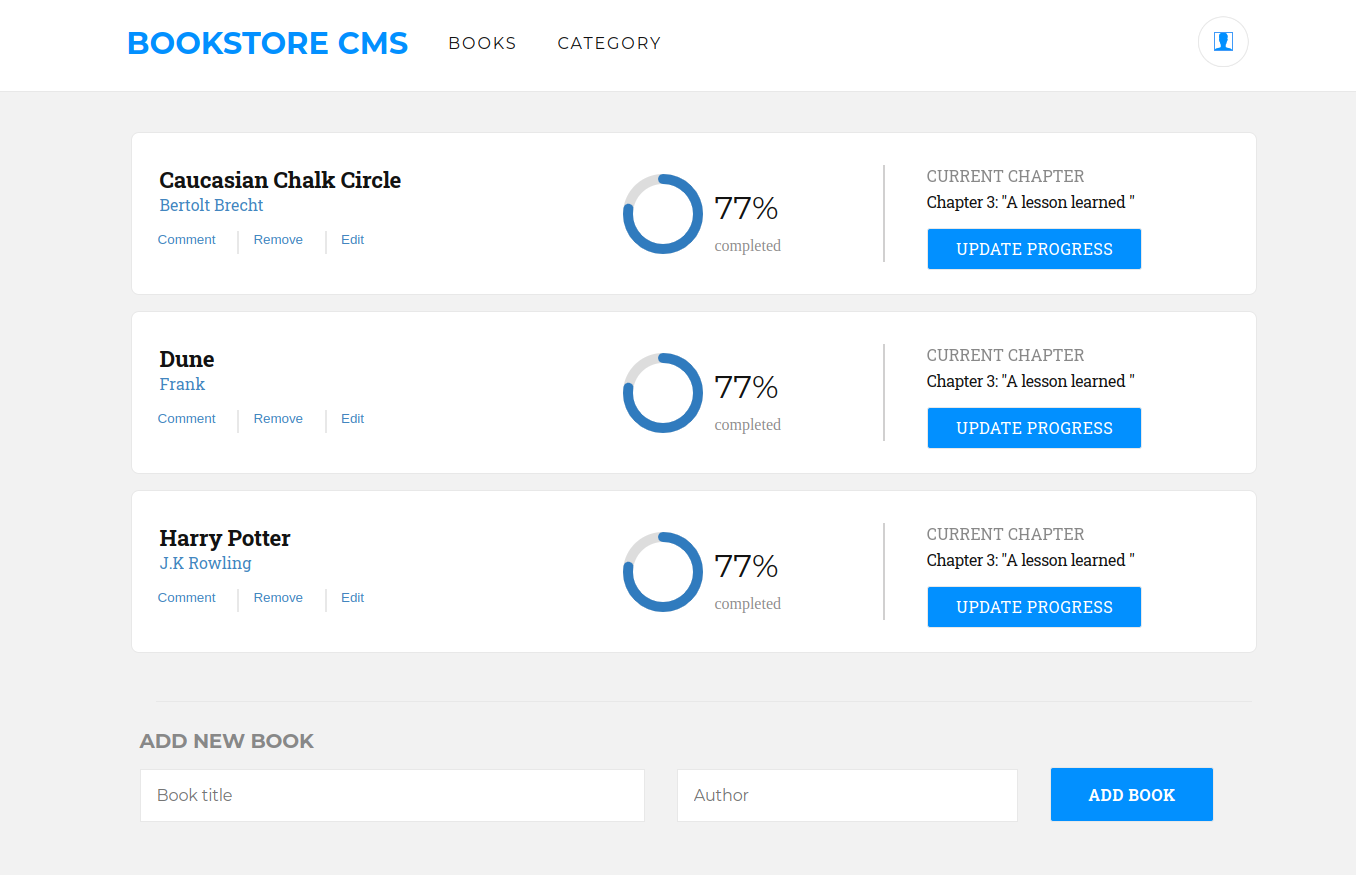 BOOKSTORE CMS BOOKS CATEGORY
Caucasian Chalk Circle
Bertolt Brecht
Comment Remove Edit
77%
completed
CURRENT CHAPTER
Chapter 3: "A lesson learned "
UPDATE PROGRESS
Dune
Frank
Comment Remove Edit
77%
completed
CURRENT CHAPTER
Chapter 3: "A lesson learned "
UPDATE PROGRESS
Harry Potter
J.K Rowling
Comment Remove Edit
77%
completed
CURRENT CHAPTER
Chapter 3: "A lesson learned "
UPDATE PROGRESS
ADD NEW BOOK
Book title Author ADD BOOK